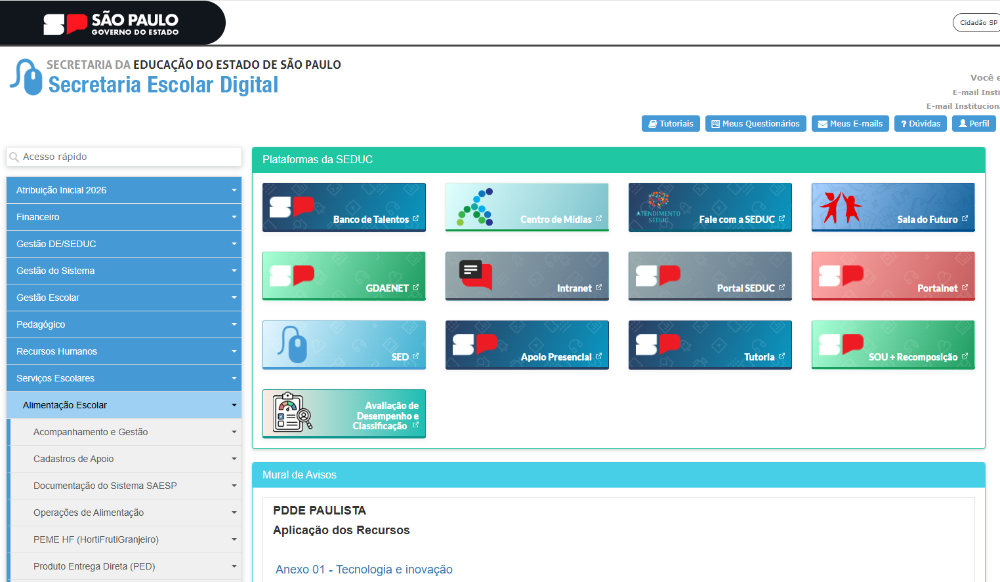 SÃO PAULO
GOVERNO DO ESTADO
Cidadão SP
SECRETARIA DA EDUCAÇÃO DO ESTADO DE SÃO PAULO
Secretaria Escolar Digital
Você e
E-mail Insti
E-mail Instituciona
Tutoriais
Meus Questionários
Meus E-mails
? Dúvidas
Perfil
Acesso rápido
Atribuição Inicial 2026
Financeiro
Gestão DE/SEDUC
Gestão do Sistema
Gestão Escolar
Pedagógico
Recursos Humanos
Serviços Escolares
Alimentação Escolar
Acompanhamento e Gestão
Cadastros de Apoio
Documentação do Sistema SAESP
Operações de Alimentação
PEME HF (HortiFrutiGranjeiro)
Produto Entrega Direta (PED)
Plataformas da SEDUC
Banco de Talentos
Centro de Mídias
ATENDIMENTO
SEDUC
Fale com a SEDUC
Sala do Futuro
GDAENET
Intranet
Portal SEDUC
Portalnet
SED
Apoio Presencial
Tutoria
SOU + Recomposição
Avaliação de
Desempenho e
Classificação
Mural de Avisos
PDDE PAULISTA
Aplicação dos Recursos
Anexo 01 - Tecnologia e inovação